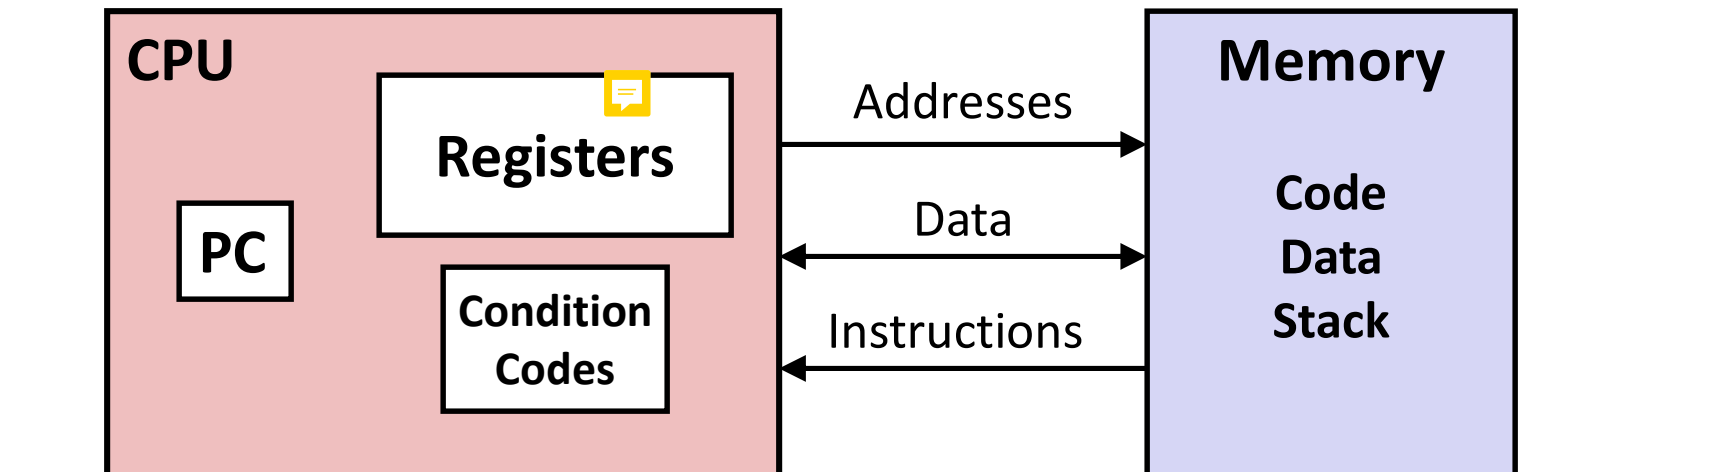 CPU
Registers
PC
Condition
Codes
Addresses
Data
Instructions
Memory
Code
Data
Stack